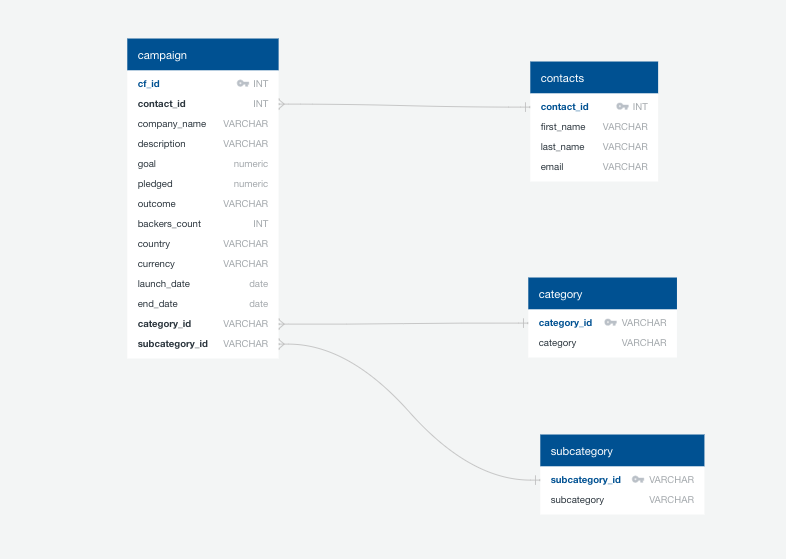 campaign
cf_id INT
contact_id INT
company_name VARCHAR
description VARCHAR
goal numeric
pledged numeric
outcome VARCHAR
backers_count INT
country VARCHAR
currency VARCHAR
launch_date date
end_date date
category_id VARCHAR
subcategory_id VARCHAR
contacts
contact_id INT
first_name VARCHAR
last_name VARCHAR
email VARCHAR
category
category_id VARCHAR
category VARCHAR
subcategory
subcategory_id VARCHAR
subcategory VARCHAR